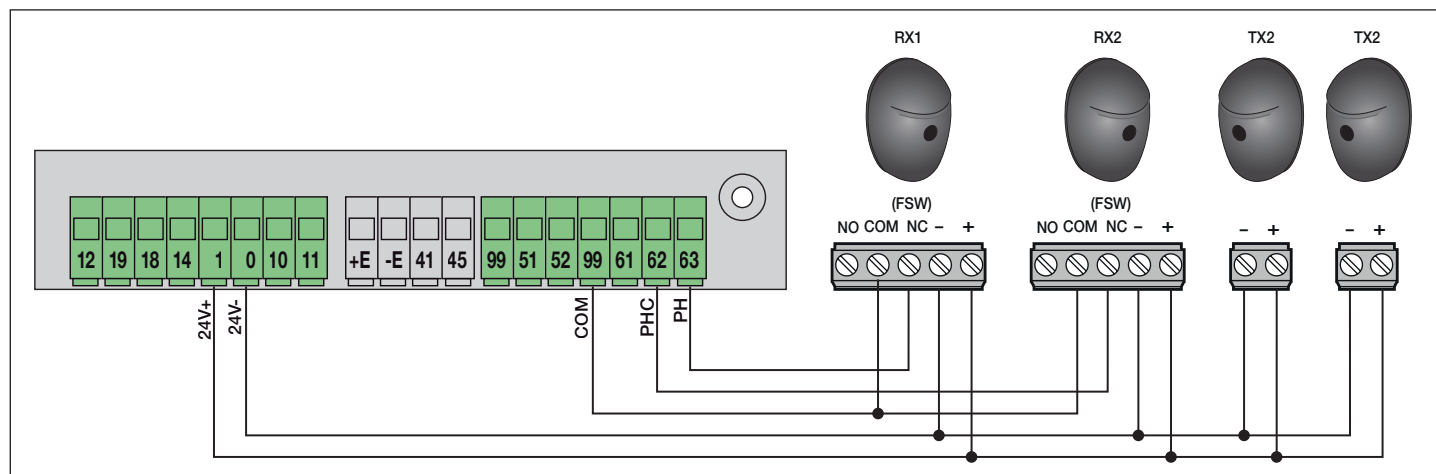 RX1 RX2 TX2 TX2
(FSW) (FSW)
NO COM NC – + NO COM NC – + – + – +
12 19 18 14 1 0 10 11 +E -E 41 45 99 51 52 99 61 62 63
24V+ 24V- COM PHC PH